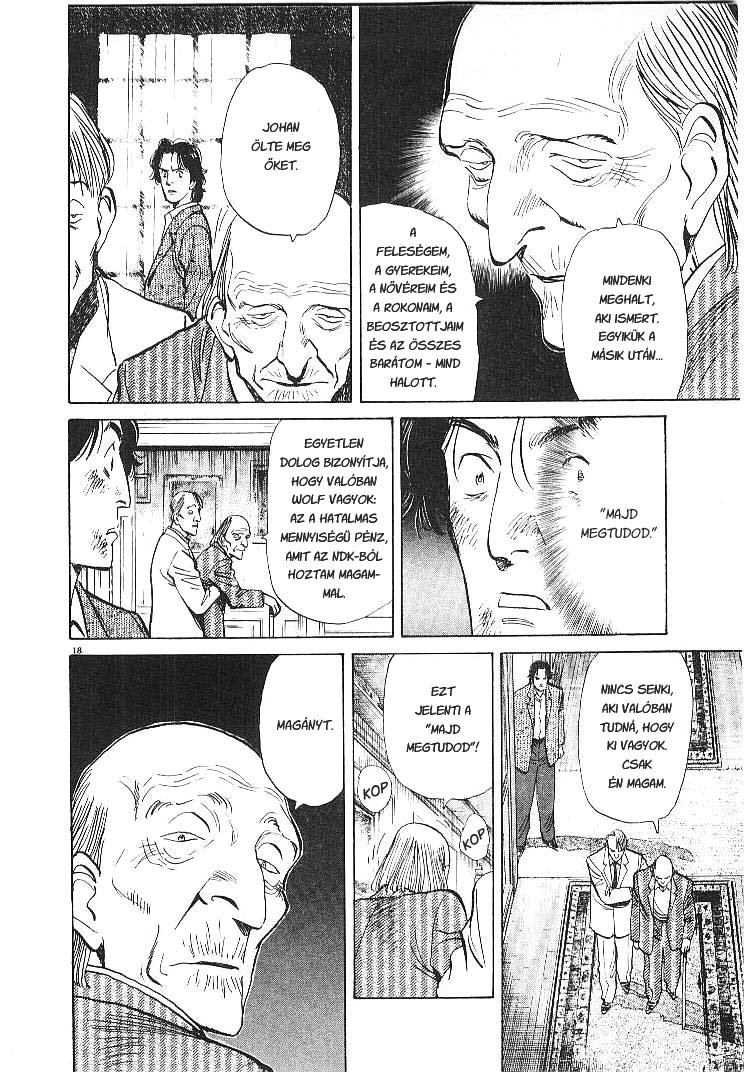 MINDENKI
MEGHALT,
AKI ISMERT.
EGYIKÜK A
MÁSIK UTÁN...
A
FELESÉGEM,
A GYEREKEIM,
A NŐVÉREIM ÉS
A ROKONAIM, A
BEOSZTOTTJAIM
ÉS AZ ÖSSZES
BARÁTOM - MIND
HALOTT.
JOHAN
ÖLTE MEG
ŐKET.
"MAJD
MEGTUDOD."
EGYETLEN
DOLOG BIZONYÍTJA,
HOGY VALÓBAN
WOLF VAGYOK:
AZ A HATALMAS
MENNYISÉGŰ PÉNZ,
AMIT AZ NDK-BÓL
HOZTAM MAGAM-
MAL.
18
NINCS SENKI,
AKI VALÓBAN
TUDNÁ, HOGY
KI VAGYOK.
CSAK
ÉN MAGAM.
EZT
JELENTI A
"MAJD
MEGTUDOD"!
KOP
KOP
MAGÁNYT.